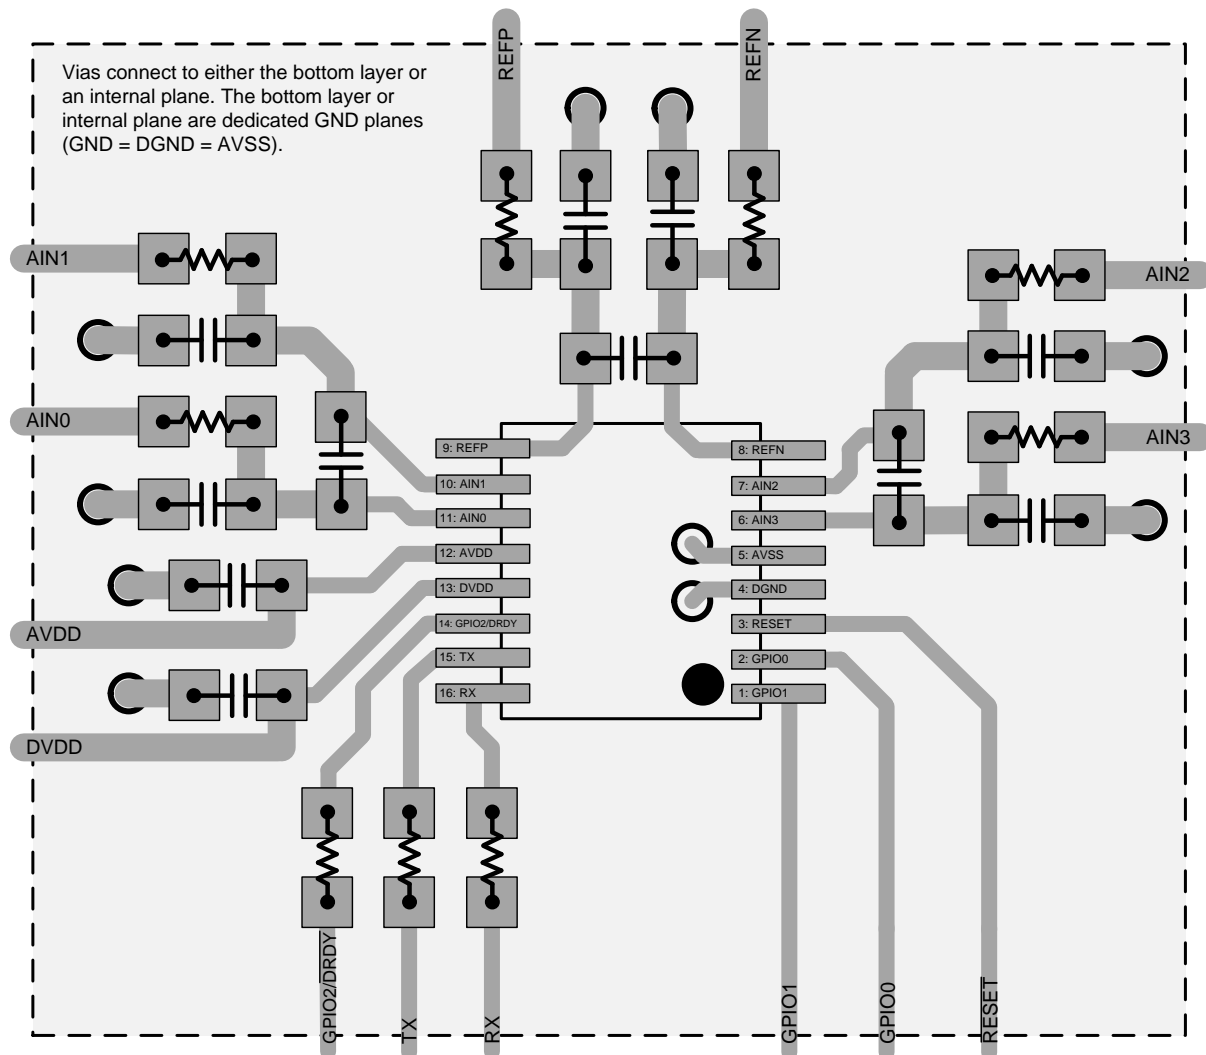 REFP
REFN
Vias connect to either the bottom layer or
an internal plane. The bottom layer or
internal plane are dedicated GND planes
(GND = DGND = AVSS).
AIN1
AIN2
AIN0
AIN3
9: REFP
8: REFN
10: AIN1
7: AIN2
11: AIN0
6: AIN3
12: AVDD
5: AVSS
13: DVDD
4: DGND
14: GPIO2/DRDY
3: RESET
15: TX
2: GPIO0
16: RX
1: GPIO1
AVDD
DVDD
GPIO2/D̅R̅D̅Y̅
TX
RX
GPIO1
GPIO0
R̅E̅S̅E̅T̅